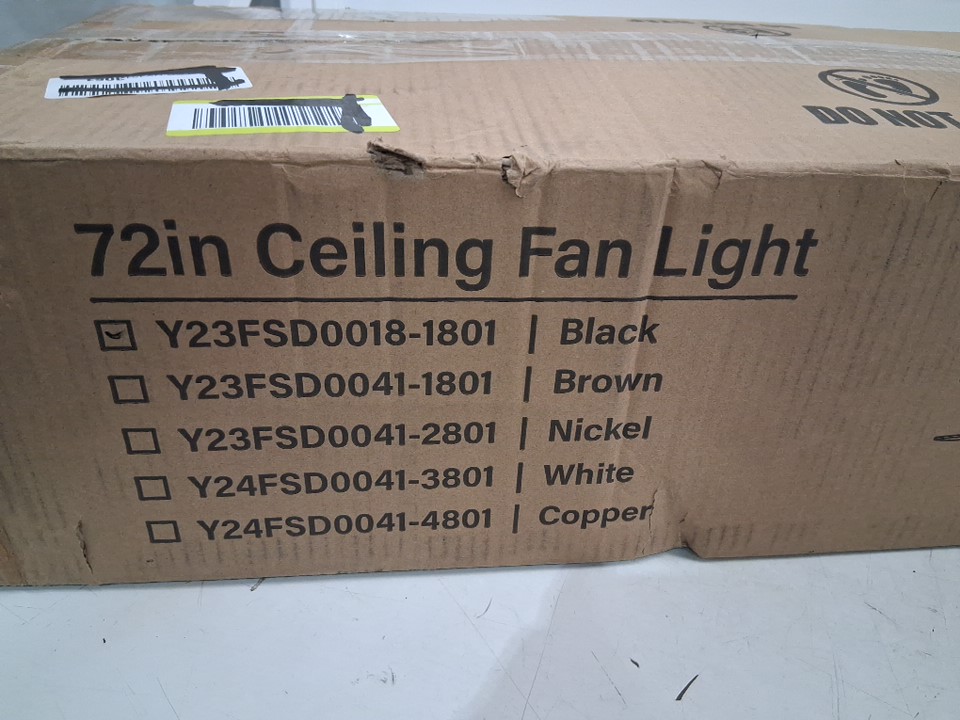 DO NOT
72in Ceiling Fan Light
Y23FSD0018-1801 | Black
Y23FSD0041-1801 | Brown
Y23FSD0041-2801 | Nickel
Y24FSD0041-3801 | White
Y24FSD0041-4801 | Copper